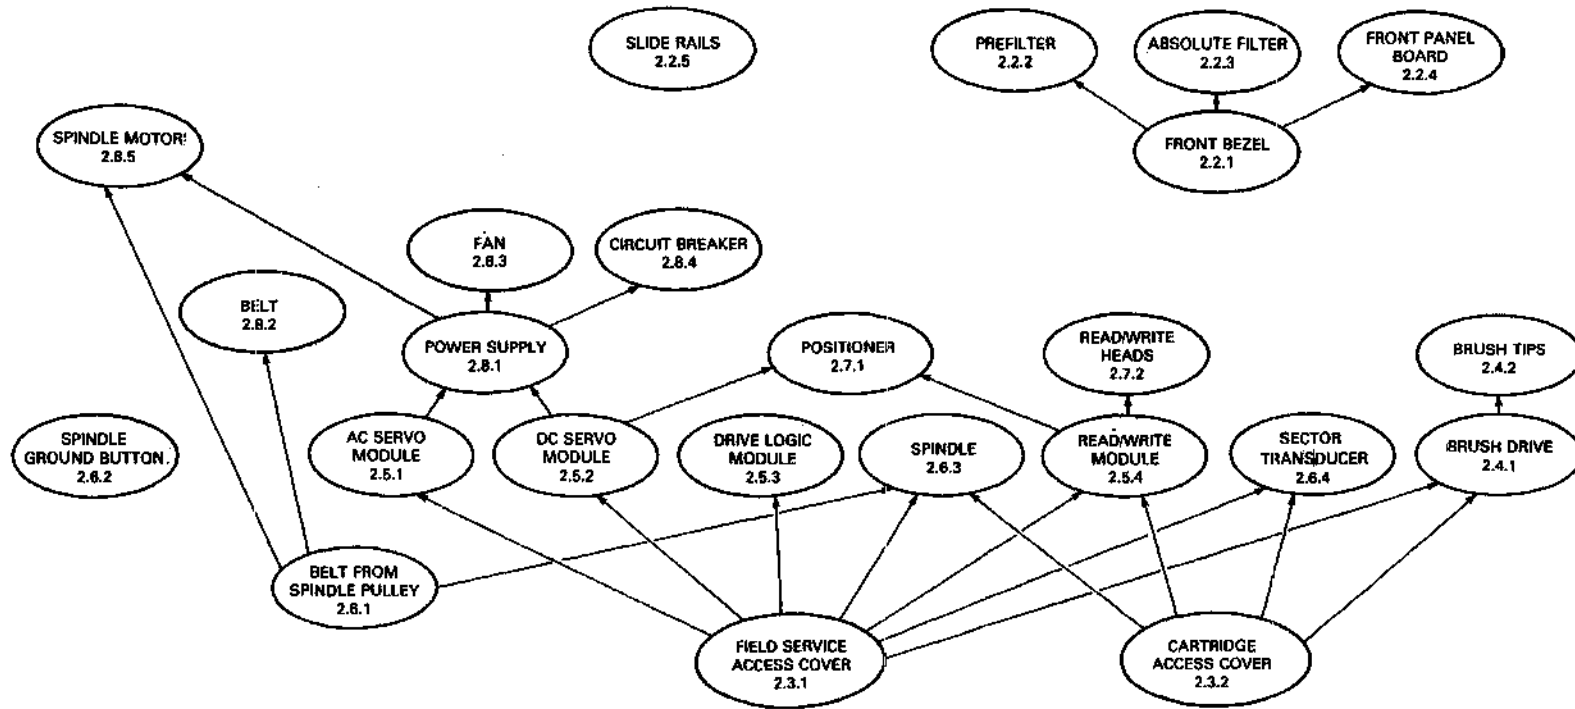 SLIDE RAILS
2.2.5
PREFILTER
2.2.2
ABSOLUTE FILTER
2.2.3
FRONT PANEL
BOARD
2.2.4
SPINDLE MOTOR
2.8.5
FRONT BEZEL
2.2.1
FAN
2.8.3
CIRCUIT BREAKER
2.8.4
BELT
2.8.2
POWER SUPPLY
2.8.1
POSITIONER
2.7.1
READ/WRITE
HEADS
2.7.2
BRUSH TIPS
2.4.2
SPINDLE
GROUND BUTTON
2.6.2
AC SERVO
MODULE
2.5.1
DC SERVO
MODULE
2.5.2
DRIVE LOGIC
MODULE
2.5.3
SPINDLE
2.6.3
READ/WRITE
MODULE
2.5.4
SECTOR
TRANSDUCER
2.6.4
BRUSH DRIVE
2.4.1
BELT FROM
SPINDLE PULLEY
2.6.1
FIELD SERVICE
ACCESS COVER
2.3.1
CARTRIDGE
ACCESS COVER
2.3.2